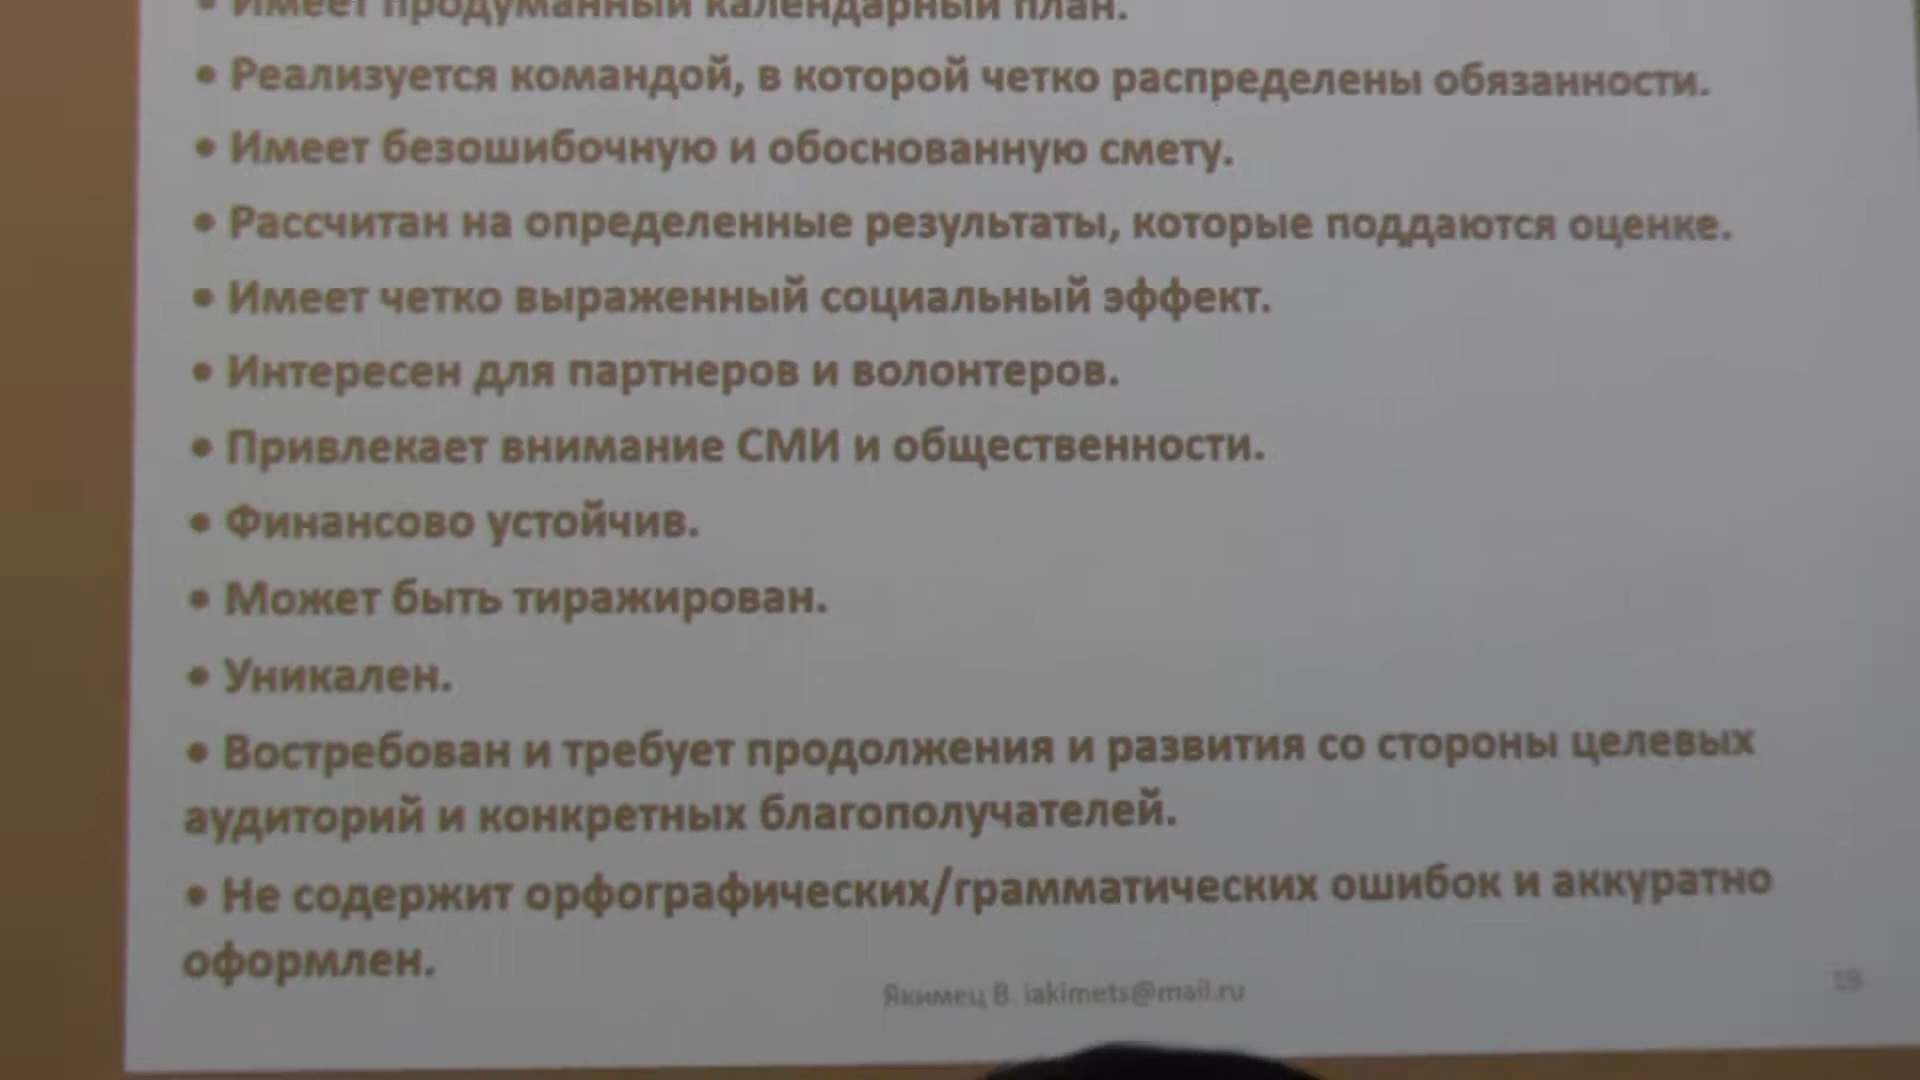 • Имеет продуманный календарный план.
• Реализуется командой, в которой четко распределены обязанности.
• Имеет безошибочную и обоснованную смету.
• Рассчитан на определенные результаты, которые поддаются оценке.
• Имеет четко выраженный социальный эффект.
• Интересен для партнеров и волонтеров.
• Привлекает внимание СМИ и общественности.
• Финансово устойчив.
• Может быть тиражирован.
• Уникален.
• Востребован и требует продолжения и развития со стороны целевых
аудиторий и конкретных благополучателей.
• Не содержит орфографических/грамматических ошибок и аккуратно
оформлен.
Якимец В. iakimets@mail.ru